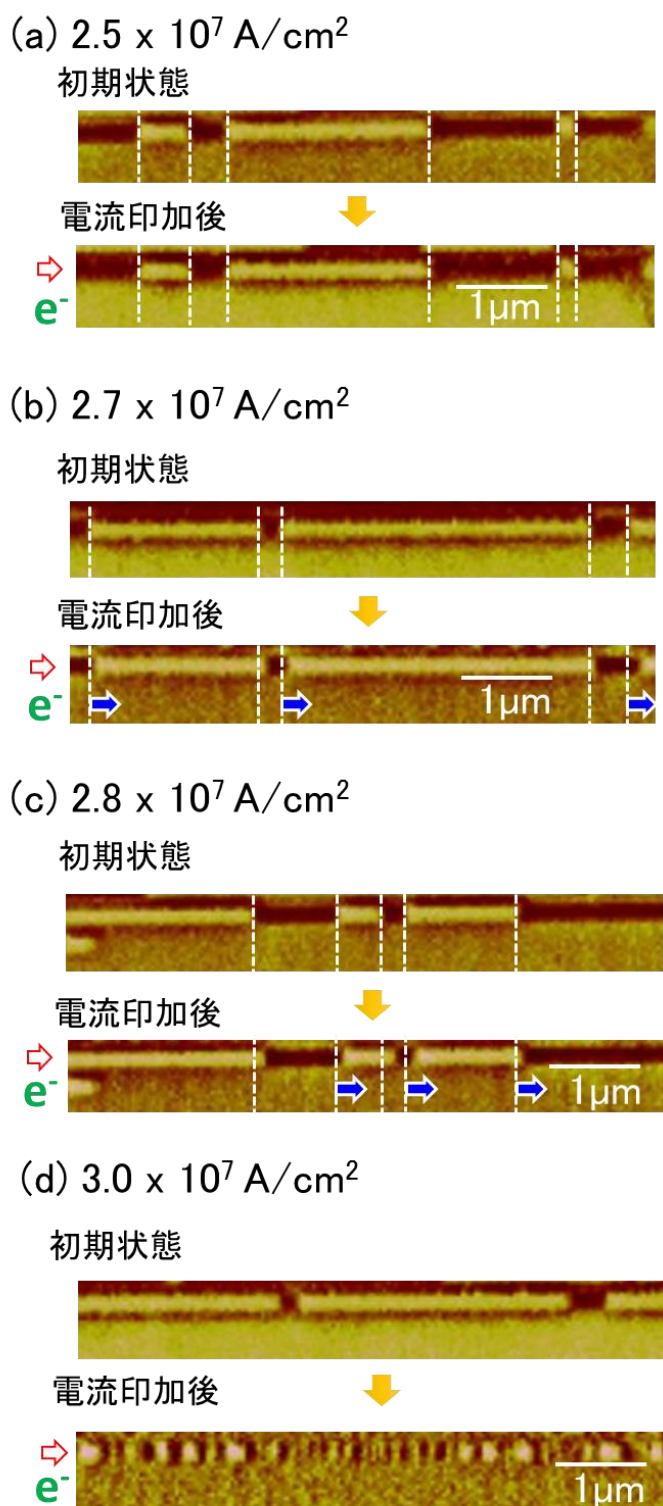 (a) 2.5 x 10⁷ A/cm²
初期状態
電流印加後
e⁻
1μm
(b) 2.7 x 10⁷ A/cm²
初期状態
電流印加後
e⁻
1μm
(c) 2.8 x 10⁷ A/cm²
初期状態
電流印加後
e⁻
1μm
(d) 3.0 x 10⁷ A/cm²
初期状態
電流印加後
e⁻
1μm